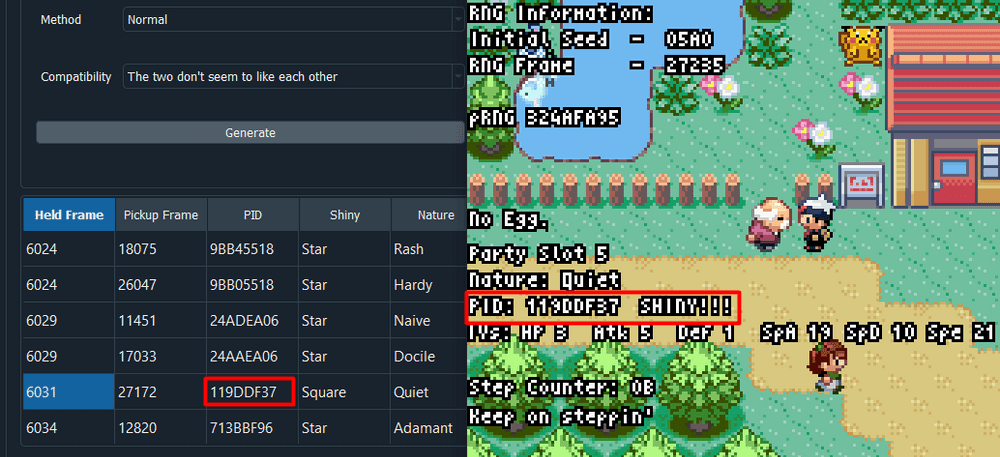 Method Normal
Compatibility The two don't seem to like each other
Generate
Held Frame Pickup Frame PID Shiny Nature
6024 18075 9BB45518 Star Rash
6024 26047 9BB05518 Star Hardy
6029 11451 24ADEA06 Star Naive
6029 17033 24AAEA06 Star Docile
6031 27172 119DDF37 Square Quiet
6034 12820 713BBF96 Star Adamant
RNG Information:
Initial Seed - 05A0
RNG Frame - 27235
pRNG 324AFA95
No Egg.
Party Slot 5
Nature: Quiet
PID: 119DDF37 SHINY!!!
HP 5 Atk 5 Def 1 SpA 19 SpD 10 Spe 21
Step Counter: 0B
Keep on steppin'